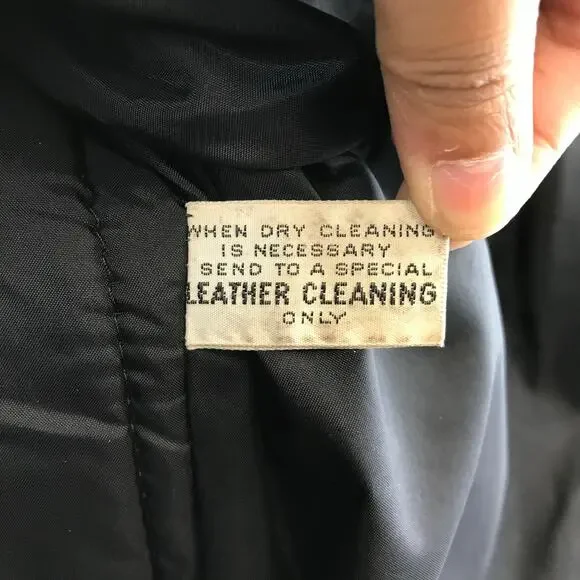 WHEN DRY CLEANING
IS NECESSARY
SEND TO A SPECIAL
LEATHER CLEANING
ONLY